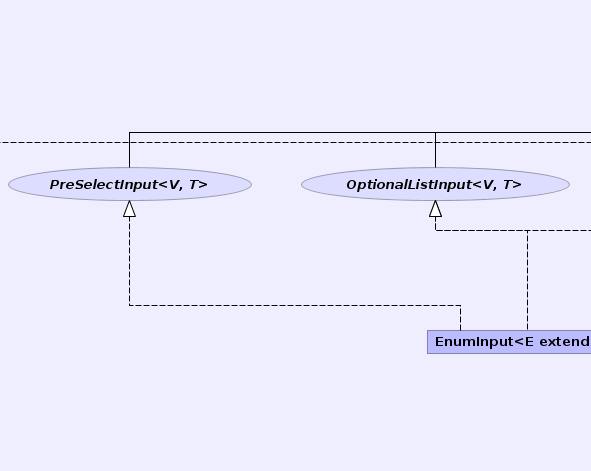 PreSelectInput<V, T>
OptionalListInput<V, T>
EnumInput<E extend